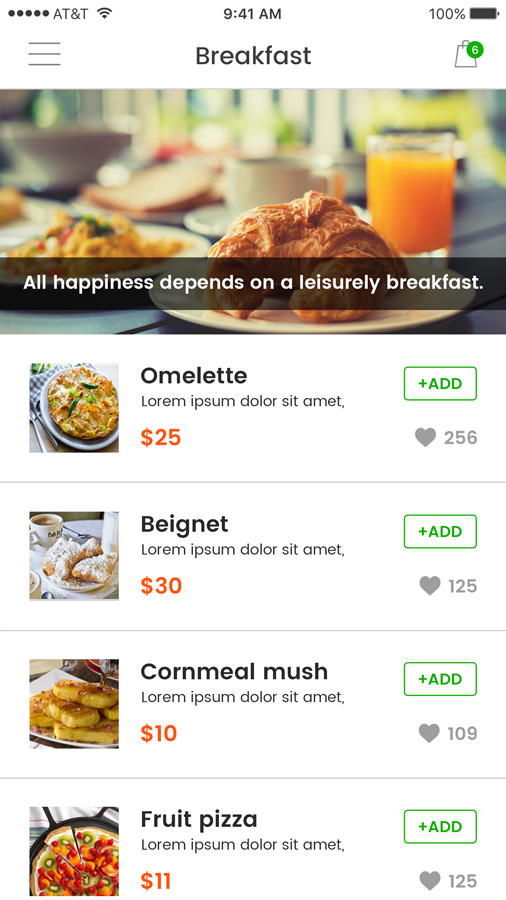 AT&T 9:41 AM 100%
Breakfast
6
All happiness depends on a leisurely breakfast.
Omelette
+ADD
Lorem ipsum dolor sit amet,
$25
256
Beignet
+ADD
Lorem ipsum dolor sit amet,
$30
125
Cornmeal mush
+ADD
Lorem ipsum dolor sit amet,
$10
109
Fruit pizza
+ADD
Lorem ipsum dolor sit amet,
$11
125